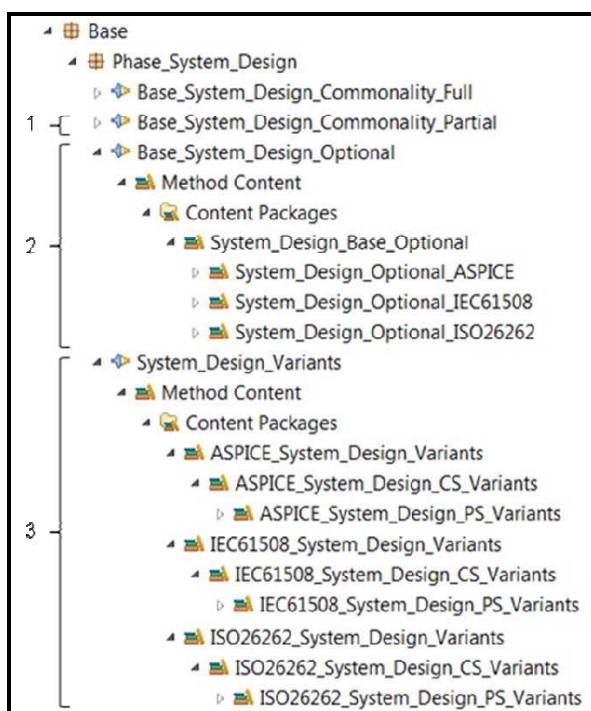 Base
Phase_System_Design
Base_System_Design_Commonality_Full
1 Base_System_Design_Commonality_Partial
Base_System_Design_Optional
Method Content
Content Packages
2 System_Design_Base_Optional
System_Design_Optional_ASPICE
System_Design_Optional_IEC61508
System_Design_Optional_ISO26262
System_Design_Variants
Method Content
Content Packages
ASPICE_System_Design_Variants
ASPICE_System_Design_CS_Variants
ASPICE_System_Design_PS_Variants
3 IEC61508_System_Design_Variants
IEC61508_System_Design_CS_Variants
IEC61508_System_Design_PS_Variants
ISO26262_System_Design_Variants
ISO26262_System_Design_CS_Variants
ISO26262_System_Design_PS_Variants